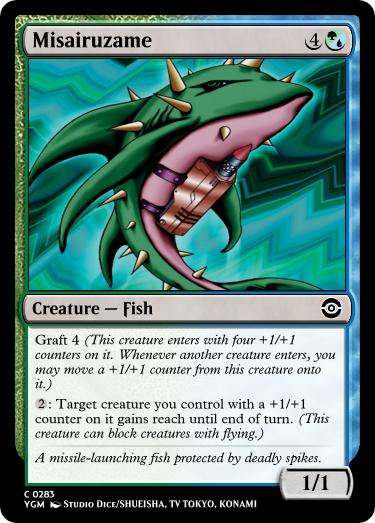 Misairuzame 4
Creature — Fish
Graft 4 (This creature enters with four +1/+1
counters on it. Whenever another creature enters, you
may move a +1/+1 counter from this creature onto
it.)
2: Target creature you control with a +1/+1
counter on it gains reach until end of turn. (This
creature can block creatures with flying.)
A missile-launching fish protected by deadly spikes.
1/1
C 0283
YGM STUDIO DICE/SHUEISHA, TV TOKYO, KONAMI